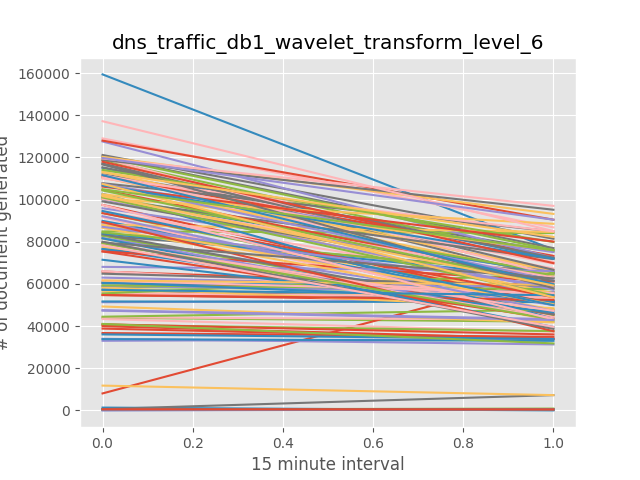 dns_traffic_db1_wavelet_transform_level_6
160000
140000
120000
100000
80000
60000
40000
20000
0
# of document generated
0.0 0.2 0.4 0.6 0.8 1.0
15 minute interval